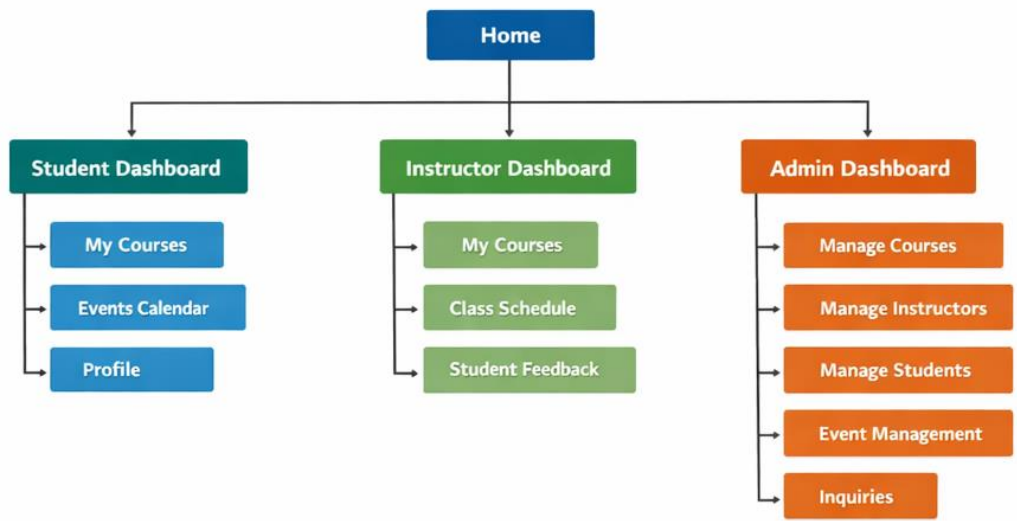 Home
Student Dashboard
My Courses
Events Calendar
Profile
Instructor Dashboard
My Courses
Class Schedule
Student Feedback
Admin Dashboard
Manage Courses
Manage Instructors
Manage Students
Event Management
Inquiries